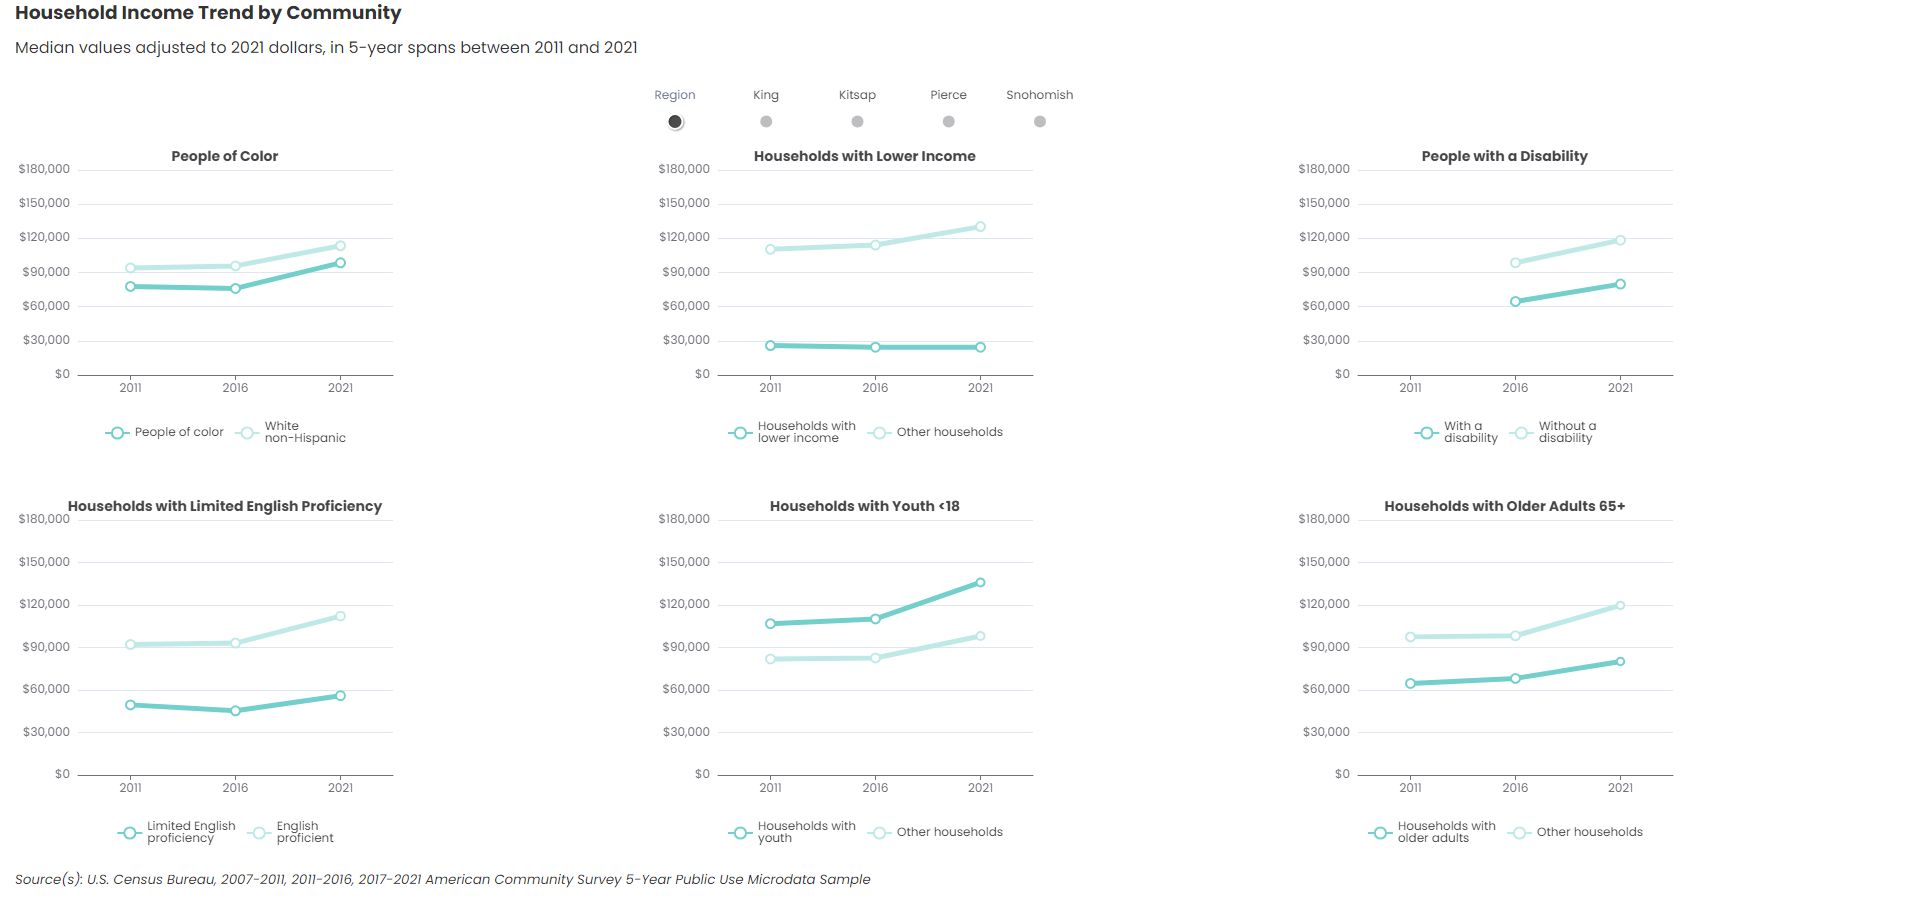 Household Income Trend by Community
Median values adjusted to 2021 dollars, in 5-year spans between 2011 and 2021
Region King Kitsap Pierce Snohomish
People of Color
$180,000
$150,000
$120,000
$90,000
$60,000
$30,000
$0
2011 2016 2021
People of color
White
non-Hispanic
Households with Lower Income
$180,000
$150,000
$120,000
$90,000
$60,000
$30,000
$0
2011 2016 2021
Households with
lower income
Other households
People with a Disability
$180,000
$150,000
$120,000
$90,000
$60,000
$30,000
$0
2011 2016 2021
With a
disability
Without a
disability
Households with Limited English Proficiency
$180,000
$150,000
$120,000
$90,000
$60,000
$30,000
$0
2011 2016 2021
Limited English
proficiency
English
proficient
Households with Youth <18
$180,000
$150,000
$120,000
$90,000
$60,000
$30,000
$0
2011 2016 2021
Households with
youth
Other households
Households with Older Adults 65+
$180,000
$150,000
$120,000
$90,000
$60,000
$30,000
$0
2011 2016 2021
Households with
older adults
Other households
Source(s): U.S. Census Bureau, 2007-2011, 2011-2016, 2017-2021 American Community Survey 5-Year Public Use Microdata Sample